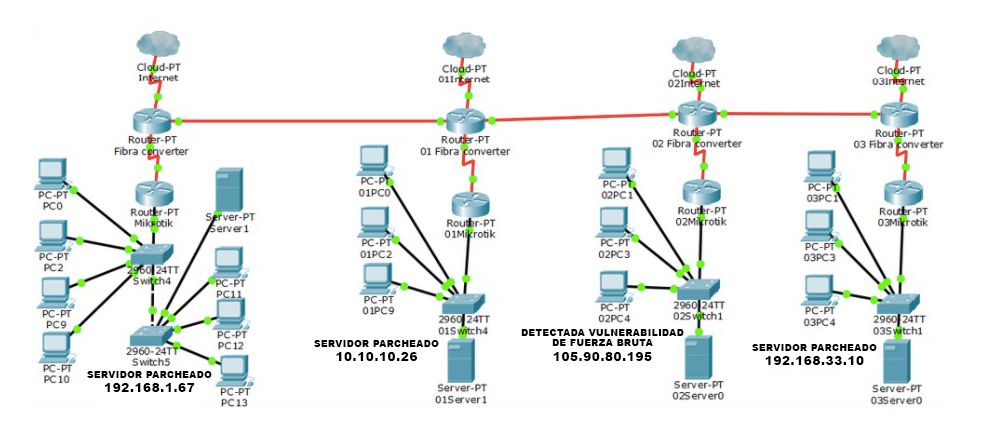 Cloud-PT
Internet
Cloud-PT
01Internet
Cloud-PT
02Internet
Cloud-PT
03Internet
Router-PT
Fibra converter
Router-PT
01 Fibra converter
Router-PT
02 Fibra converter
Router-PT
03 Fibra converter
PC-PT
PC0
Router-PT
Mikrotik
Server-PT
Server1
PC-PT
PC2
2960-24TT
Switch4
PC-PT
PC9
PC-PT
PC11
PC-PT
PC12
2960-24TT
Switch5
PC-PT
PC10
PC-PT
PC13
SERVIDOR PARCHEADO
192.168.1.67
PC-PT
01PC0
Router-PT
01Mikrotik
PC-PT
01PC2
PC-PT
01PC9
2960-24TT
01Switch4
SERVIDOR PARCHEADO
10.10.10.26
Server-PT
01Server1
PC-PT
02PC1
Router-PT
02Mikrotik
PC-PT
02PC3
PC-PT
02PC4
2960-24TT
02Switch1
DETECTADA VULNERABILIDAD
DE FUERZA BRUTA
105.90.80.195
Server-PT
02Server0
PC-PT
03PC1
Router-PT
03Mikrotik
PC-PT
03PC3
PC-PT
03PC4
2960-24TT
03Switch1
SERVIDOR PARCHEADO
192.168.33.10
Server-PT
03Server0